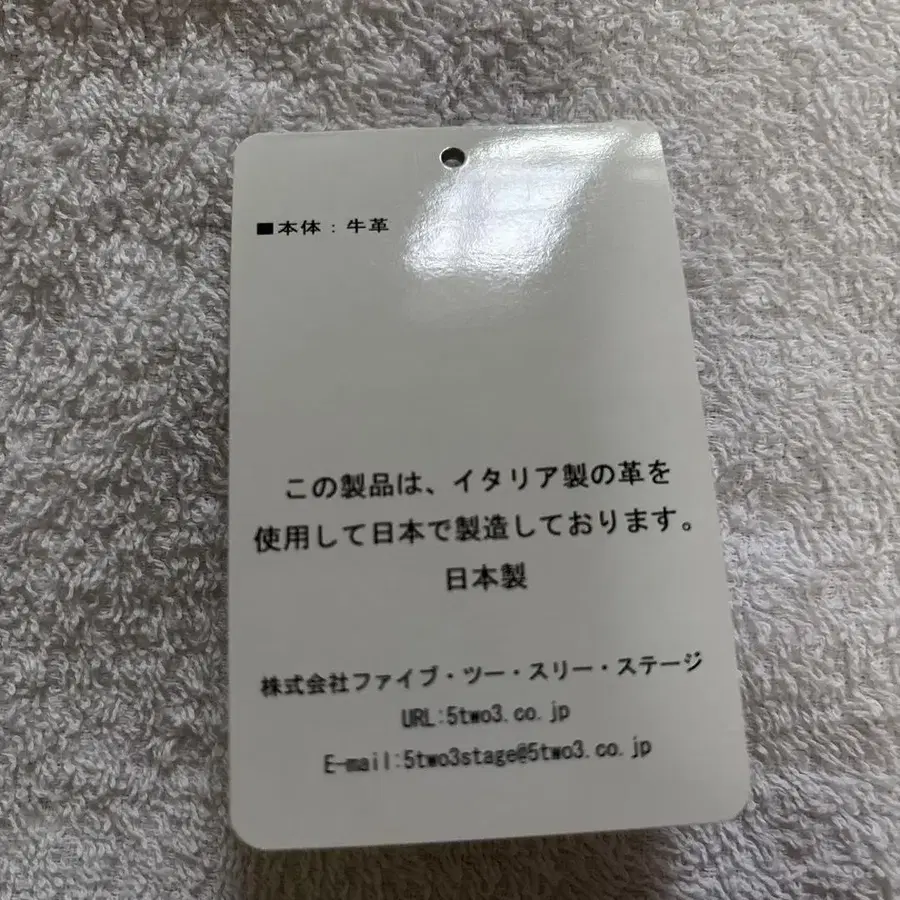 ■本体：牛革
この製品は、イタリア製の革を
使用して日本で製造しております。
日本製
株式会社ファイブ・ツー・スリー・ステージ
URL:5two3.co.jp
E-mail:5two3stage@5two3.co.jp